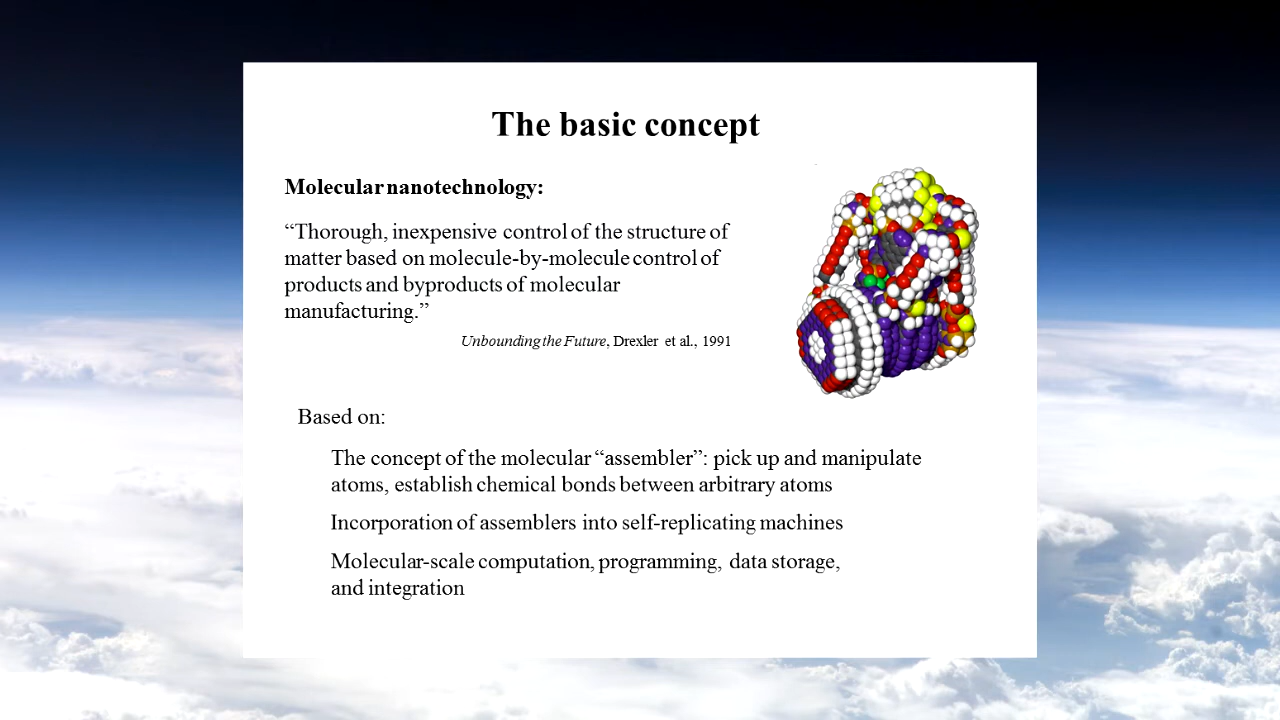 The basic concept
Molecular nanotechnology:
“Thorough, inexpensive control of the structure of
matter based on molecule-by-molecule control of
products and byproducts of molecular
manufacturing.”
Unbounding the Future, Drexler et al., 1991
Based on:
The concept of the molecular “assembler”: pick up and manipulate
atoms, establish chemical bonds between arbitrary atoms
Incorporation of assemblers into self-replicating machines
Molecular-scale computation, programming, data storage,
and integration